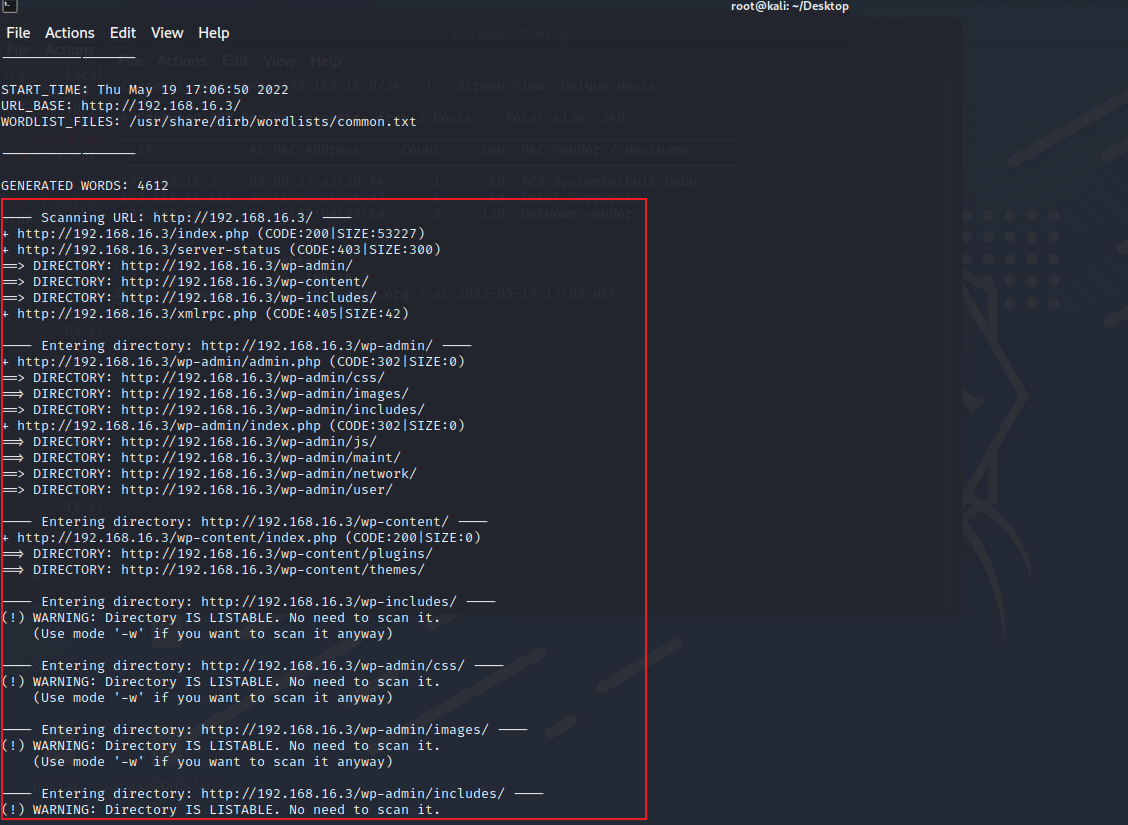 root@kali: ~/Desktop
File Actions Edit View Help
START_TIME: Thu May 19 17:06:50 2022
URL_BASE: http://192.168.16.3/
WORDLIST_FILES: /usr/share/dirb/wordlists/common.txt
-----------------
GENERATED WORDS: 4612
---- Scanning URL: http://192.168.16.3/ ----
+ http://192.168.16.3/index.php (CODE:200|SIZE:53227)
+ http://192.168.16.3/server-status (CODE:403|SIZE:300)
==> DIRECTORY: http://192.168.16.3/wp-admin/
==> DIRECTORY: http://192.168.16.3/wp-content/
==> DIRECTORY: http://192.168.16.3/wp-includes/
+ http://192.168.16.3/xmlrpc.php (CODE:405|SIZE:42)
---- Entering directory: http://192.168.16.3/wp-admin/ ----
+ http://192.168.16.3/wp-admin/admin.php (CODE:302|SIZE:0)
==> DIRECTORY: http://192.168.16.3/wp-admin/css/
==> DIRECTORY: http://192.168.16.3/wp-admin/images/
==> DIRECTORY: http://192.168.16.3/wp-admin/includes/
+ http://192.168.16.3/wp-admin/index.php (CODE:302|SIZE:0)
==> DIRECTORY: http://192.168.16.3/wp-admin/js/
==> DIRECTORY: http://192.168.16.3/wp-admin/maint/
==> DIRECTORY: http://192.168.16.3/wp-admin/network/
==> DIRECTORY: http://192.168.16.3/wp-admin/user/
---- Entering directory: http://192.168.16.3/wp-content/ ----
+ http://192.168.16.3/wp-content/index.php (CODE:200|SIZE:0)
==> DIRECTORY: http://192.168.16.3/wp-content/plugins/
==> DIRECTORY: http://192.168.16.3/wp-content/themes/
---- Entering directory: http://192.168.16.3/wp-includes/ ----
(!) WARNING: Directory IS LISTABLE. No need to scan it.
(Use mode '-w' if you want to scan it anyway)
---- Entering directory: http://192.168.16.3/wp-admin/css/ ----
(!) WARNING: Directory IS LISTABLE. No need to scan it.
(Use mode '-w' if you want to scan it anyway)
---- Entering directory: http://192.168.16.3/wp-admin/images/ ----
(!) WARNING: Directory IS LISTABLE. No need to scan it.
(Use mode '-w' if you want to scan it anyway)
---- Entering directory: http://192.168.16.3/wp-admin/includes/ ----
(!) WARNING: Directory IS LISTABLE. No need to scan it.